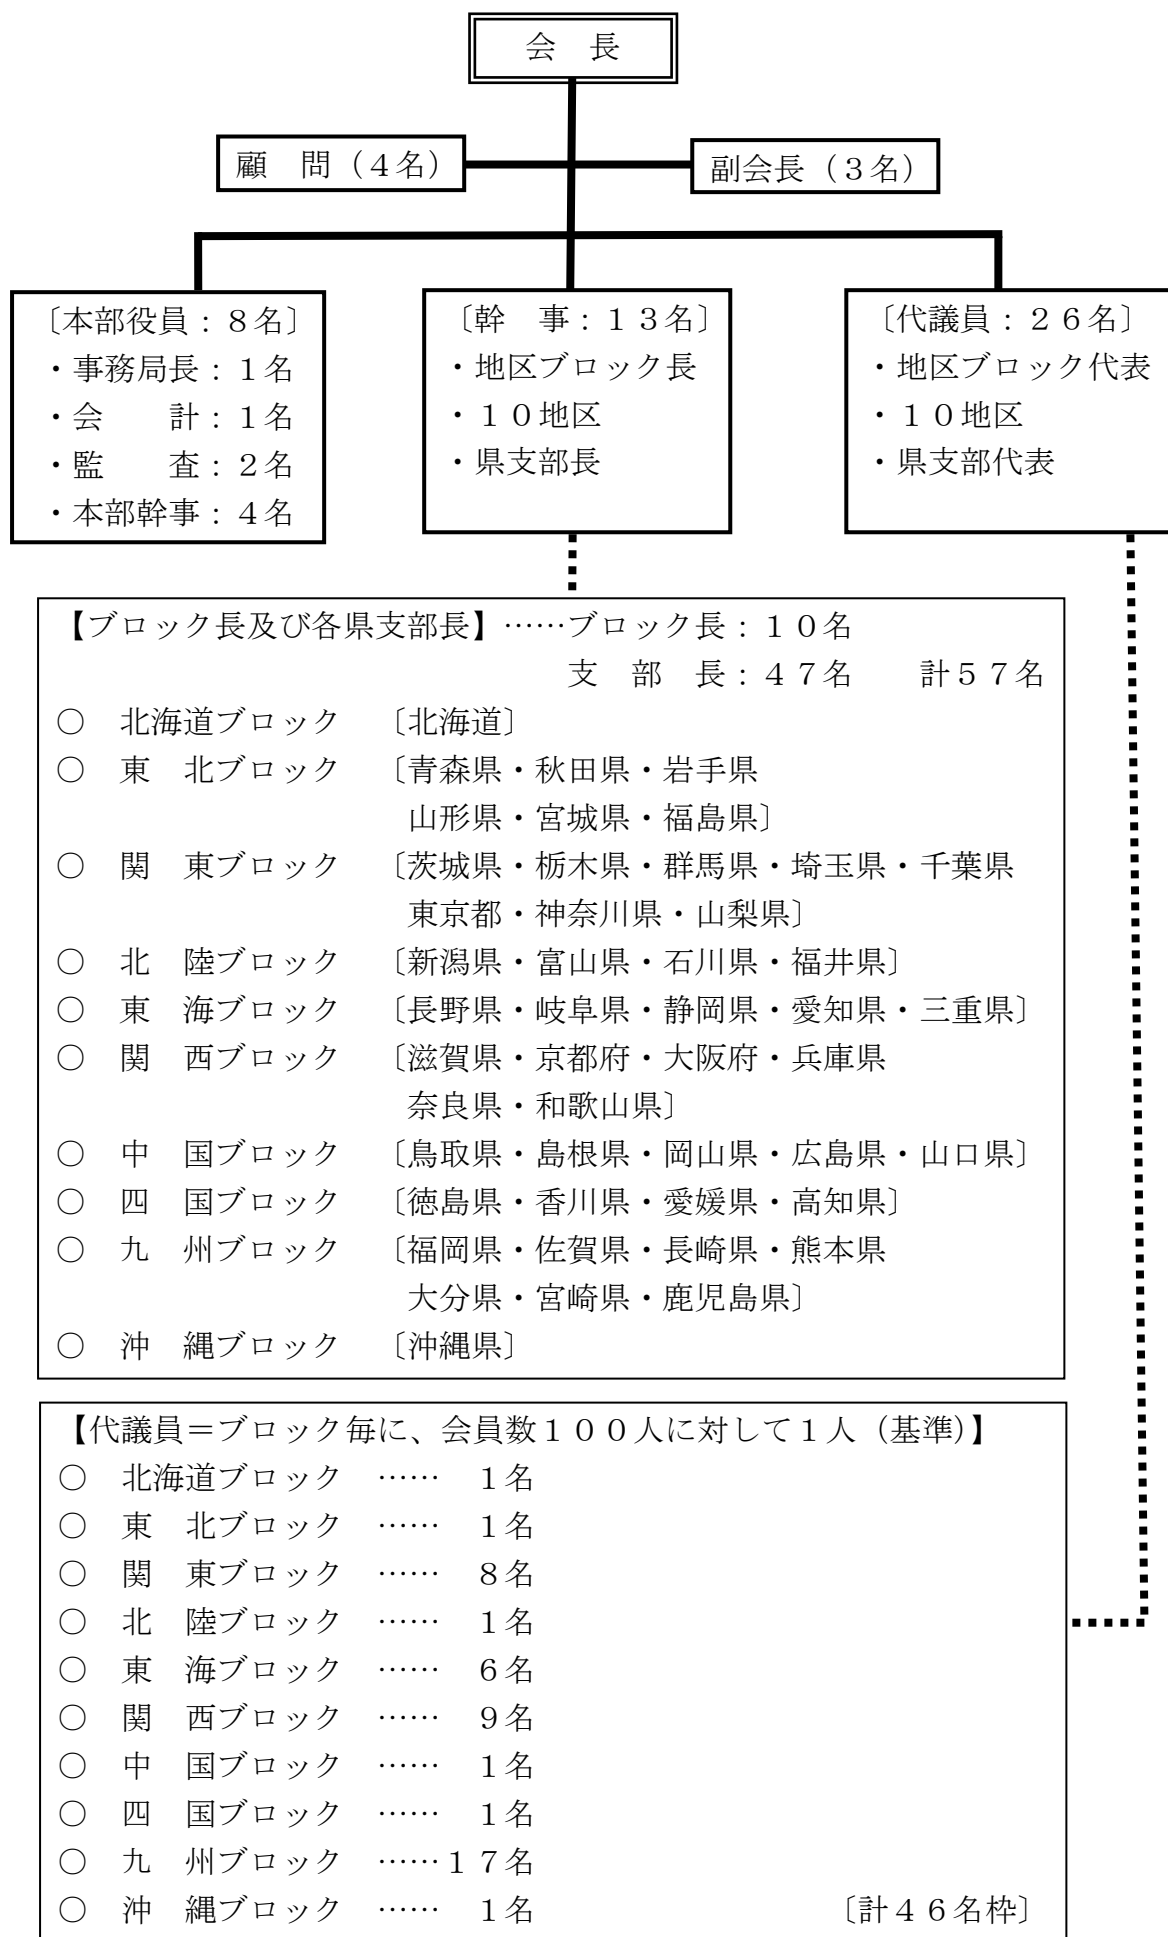 会　長
顧　問（４名）
副会長（３名）
〔本部役員：８名〕
・事務局長：１名
・会　　計：１名
・監　　査：２名
・本部幹事：４名
〔幹　事：１３名〕
・地区ブロック長
・１０地区
・県支部長
〔代議員：２６名〕
・地区ブロック代表
・１０地区
・県支部代表
【ブロック長及び各県支部長】……ブロック長：１０名
支　部　長：４７名　　計５７名
○　北海道ブロック　〔北海道〕
○　東　北ブロック　〔青森県・秋田県・岩手県
山形県・宮城県・福島県〕
○　関　東ブロック　〔茨城県・栃木県・群馬県・埼玉県・千葉県
東京都・神奈川県・山梨県〕
○　北　陸ブロック　〔新潟県・富山県・石川県・福井県〕
○　東　海ブロック　〔長野県・岐阜県・静岡県・愛知県・三重県〕
○　関　西ブロック　〔滋賀県・京都府・大阪府・兵庫県
奈良県・和歌山県〕
○　中　国ブロック　〔鳥取県・島根県・岡山県・広島県・山口県〕
○　四　国ブロック　〔徳島県・香川県・愛媛県・高知県〕
○　九　州ブロック　〔福岡県・佐賀県・長崎県・熊本県
大分県・宮崎県・鹿児島県〕
○　沖　縄ブロック　〔沖縄県〕
【代議員＝ブロック毎に、会員数１００人に対して１人（基準）】
○　北海道ブロック　……　１名
○　東　北ブロック　……　１名
○　関　東ブロック　……　８名
○　北　陸ブロック　……　１名
○　東　海ブロック　……　６名
○　関　西ブロック　……　９名
○　中　国ブロック　……　１名
○　四　国ブロック　……　１名
○　九　州ブロック　……１７名
○　沖　縄ブロック　……　１名　　〔計４６名枠〕